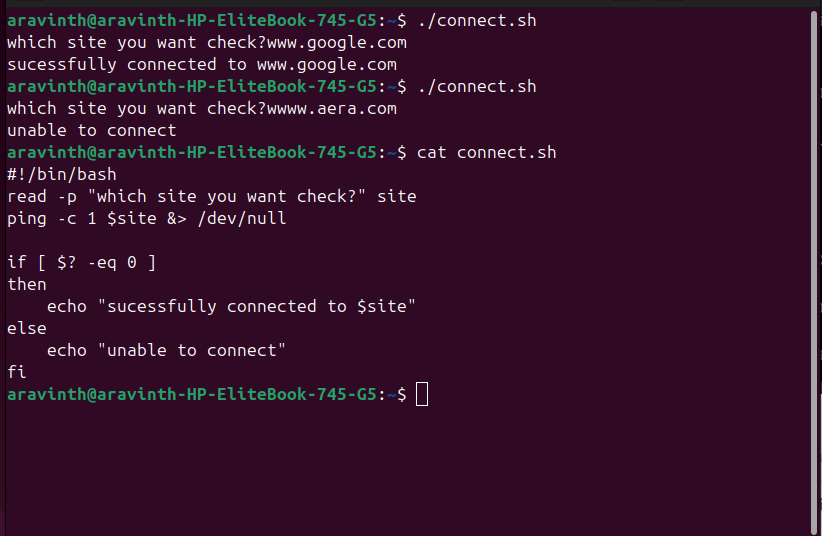 aravinth@aravinth-HP-EliteBook-745-G5:~$ ./connect.sh
which site you want check?www.google.com
sucessfully connected to www.google.com
aravinth@aravinth-HP-EliteBook-745-G5:~$ ./connect.sh
which site you want check?wwww.aera.com
unable to connect
aravinth@aravinth-HP-EliteBook-745-G5:~$ cat connect.sh
#!/bin/bash
read -p "which site you want check?" site
ping -c 1 $site &> /dev/null

if [ $? -eq 0 ]
then
    echo "sucessfully connected to $site"
else
    echo "unable to connect"
fi
aravinth@aravinth-HP-EliteBook-745-G5:~$